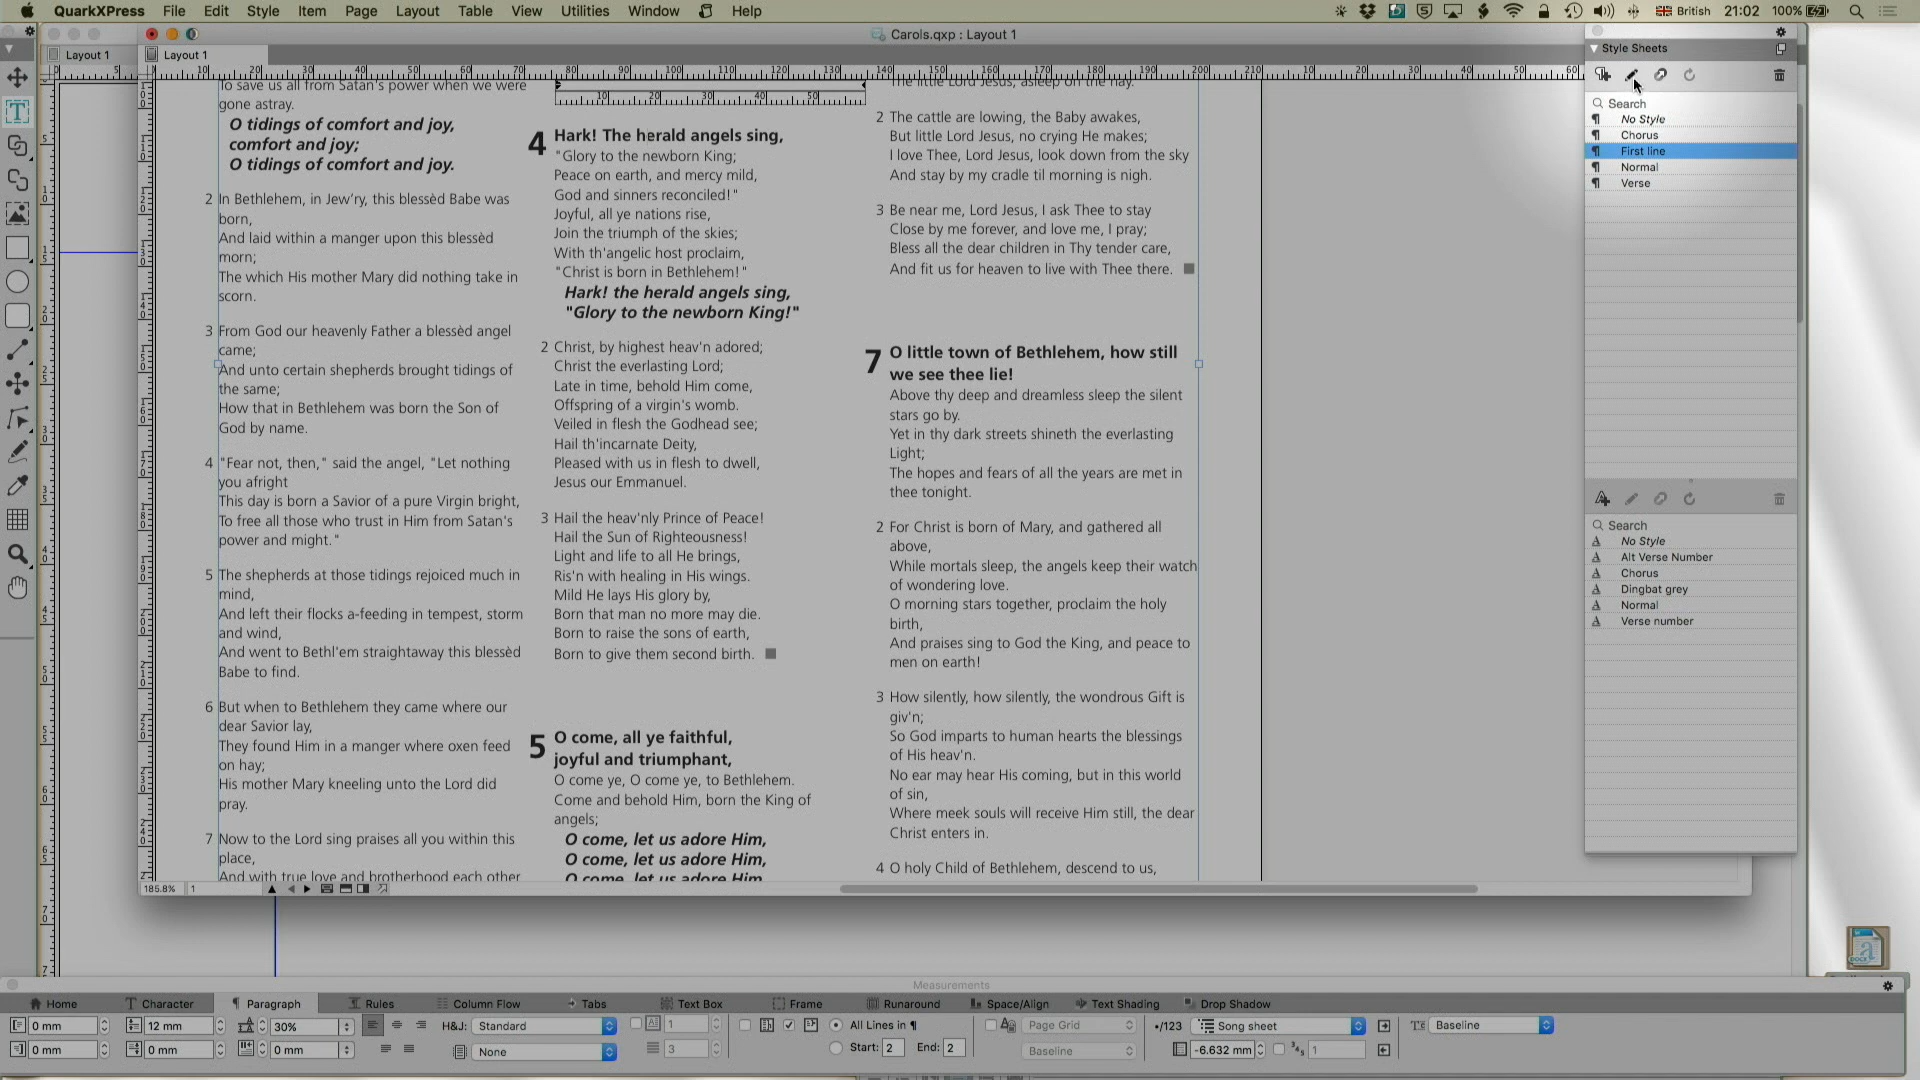 QuarkXPress File Edit Style Item Page Layout Table View Utilities Window Help British 21:02 100%
Carols.qxp : Layout 1
Layout 1
Layout 1
To save us all from Satan's power when we were
gone astray.
O tidings of comfort and joy,
comfort and joy;
O tidings of comfort and joy.
2 In Bethlehem, in Jew'ry, this blessèd Babe was
born,
And laid within a manger upon this blessèd
morn;
The which His mother Mary did nothing take in
scorn.
3 From God our heavenly Father a blessèd angel
came;
And unto certain shepherds brought tidings of
the same;
How that in Bethlehem was born the Son of
God by name.
4 "Fear not, then," said the angel, "Let nothing
you afright
This day is born a Savior of a pure Virgin bright,
To free all those who trust in Him from Satan's
power and might."
5 The shepherds at those tidings rejoiced much in
mind,
And left their flocks a-feeding in tempest, storm
and wind,
And went to Bethl'em straightaway this blessèd
Babe to find.
6 But when to Bethlehem they came where our
dear Savior lay,
They found Him in a manger where oxen feed
on hay;
His mother Mary kneeling unto the Lord did
pray.
7 Now to the Lord sing praises all you within this
place,
And with true love and brotherhood each other
4 Hark! The herald angels sing,
"Glory to the newborn King;
Peace on earth, and mercy mild,
God and sinners reconciled!"
Joyful, all ye nations rise,
Join the triumph of the skies;
With th'angelic host proclaim,
"Christ is born in Bethlehem!"
Hark! the herald angels sing,
"Glory to the newborn King!"
2 Christ, by highest heav'n adored;
Christ the everlasting Lord;
Late in time, behold Him come,
Offspring of a virgin's womb.
Veiled in flesh the Godhead see;
Hail th'incarnate Deity,
Pleased with us in flesh to dwell,
Jesus our Emmanuel.
3 Hail the heav'nly Prince of Peace!
Hail the Sun of Righteousness!
Light and life to all He brings,
Ris'n with healing in His wings.
Mild He lays His glory by,
Born that man no more may die.
Born to raise the sons of earth,
Born to give them second birth.
5 O come, all ye faithful,
joyful and triumphant,
O come ye, O come ye, to Bethlehem.
Come and behold Him, born the King of
angels;
O come, let us adore Him,
O come, let us adore Him,
O come, let us adore Him
The little Lord Jesus, asleep on the hay.
2 The cattle are lowing, the Baby awakes,
But little Lord Jesus, no crying He makes;
I love Thee, Lord Jesus, look down from the sky
And stay by my cradle til morning is nigh.
3 Be near me, Lord Jesus, I ask Thee to stay
Close by me forever, and love me, I pray;
Bless all the dear children in Thy tender care,
And fit us for heaven to live with Thee there.
7 O little town of Bethlehem, how still
we see thee lie!
Above thy deep and dreamless sleep the silent
stars go by.
Yet in thy dark streets shineth the everlasting
Light;
The hopes and fears of all the years are met in
thee tonight.
2 For Christ is born of Mary, and gathered all
above,
While mortals sleep, the angels keep their watch
of wondering love.
O morning stars together, proclaim the holy
birth,
And praises sing to God the King, and peace to
men on earth!
3 How silently, how silently, the wondrous Gift is
giv'n;
So God imparts to human hearts the blessings
of His heav'n.
No ear may hear His coming, but in this world
of sin,
Where meek souls will receive Him still, the dear
Christ enters in.
4 O holy Child of Bethlehem, descend to us,
185.8% 1
Style Sheets
Search
No Style
Chorus
First line
Normal
Verse
Search
No Style
Alt Verse Number
Chorus
Dingbat grey
Normal
Verse number
Measurements
Home Character Paragraph Rules Column Flow Tabs Text Box Frame Runaround Space/Align Text Shading Drop Shadow
0 mm 12 mm 30% H&J: Standard 1 All Lines in ¶ Page Grid •/123 Song sheet Baseline
0 mm 0 mm 0 mm None 3 Start: 2 End: 2 Baseline -6.632 mm 1